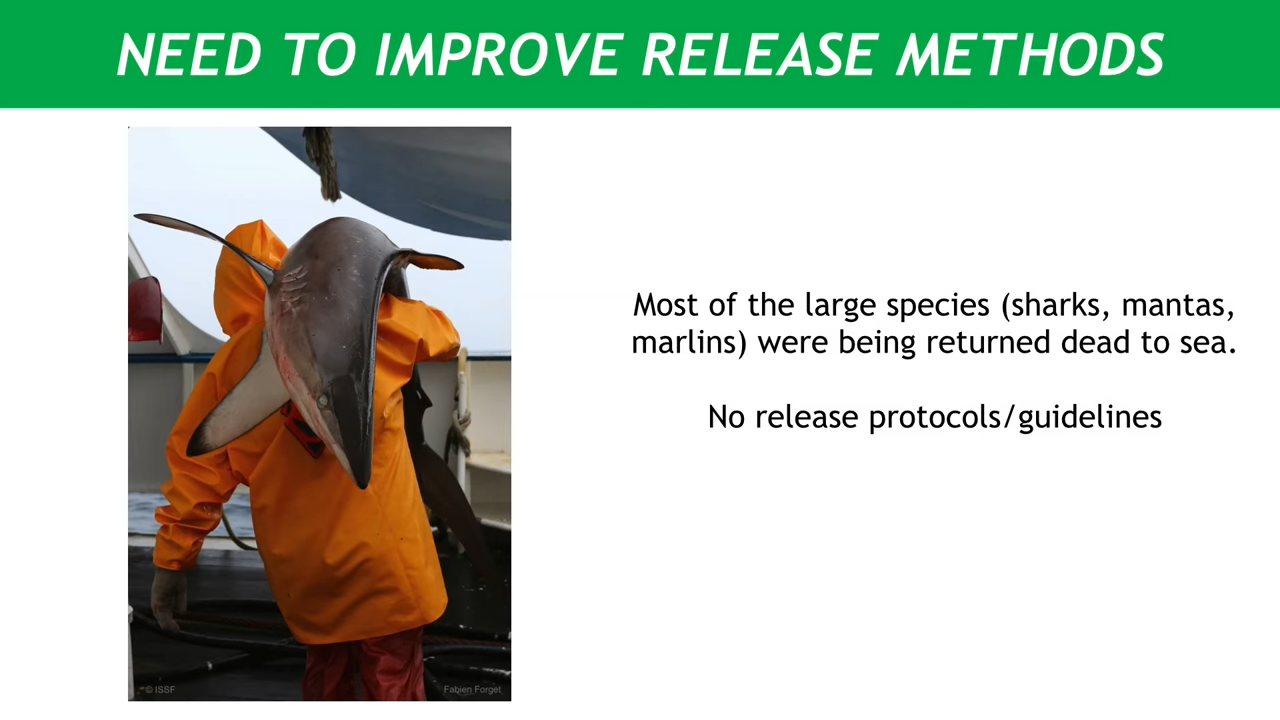 NEED TO IMPROVE RELEASE METHODS
Most of the large species (sharks, mantas,
marlins) were being returned dead to sea.
No release protocols/guidelines
© ISSF
Fabien Forget